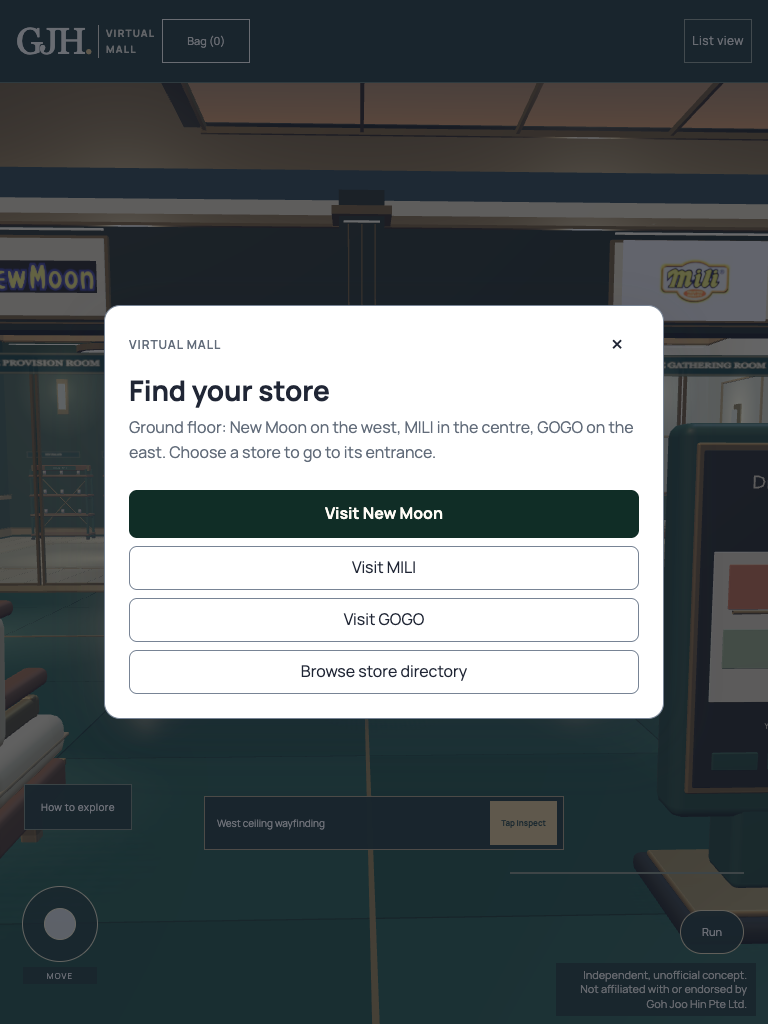 GJH.
VIRTUAL
MALL
Bag (0)
List view
ewMoon
Mili
PROVISION ROOM
GATHERING ROOM
VIRTUAL MALL
×
Find your store
Ground floor: New Moon on the west, MILI in the centre, GOGO on the
east. Choose a store to go to its entrance.
Visit New Moon
Visit MILI
Visit GOGO
Browse store directory
How to explore
West ceiling wayfinding
Tap Inspect
MOVE
Run
Independent, unofficial concept.
Not affiliated with or endorsed by
Goh Joo Hin Pte Ltd.